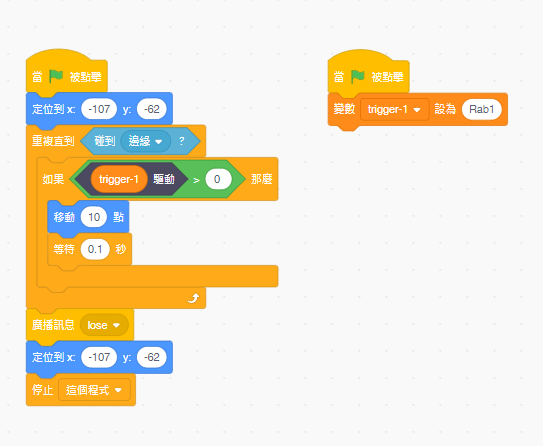 當 被點擊
定位到 x: -107 y: -62
重複直到 碰到 邊緣 ?
如果 trigger-1 驅動 > 0 那麼
移動 10 點
等待 0.1 秒
廣播訊息 lose
定位到 x: -107 y: -62
停止 這個程式
當 被點擊
變數 trigger-1 設為 Rab1